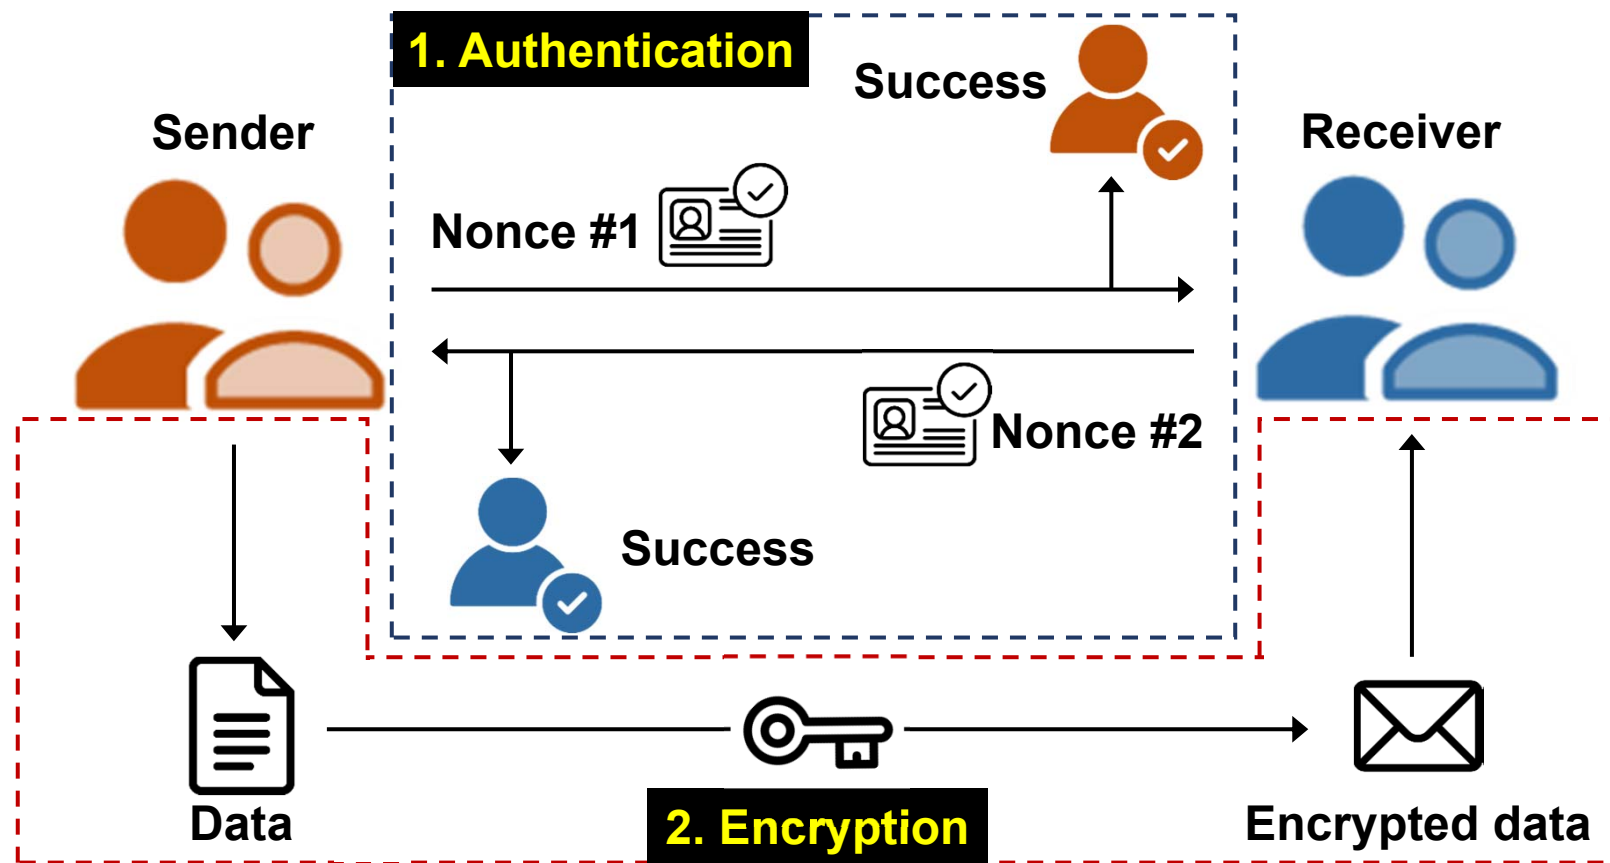 1. Authentication
Success
Sender
Receiver
Nonce #1
Nonce #2
Success
Data
2. Encryption
Encrypted data